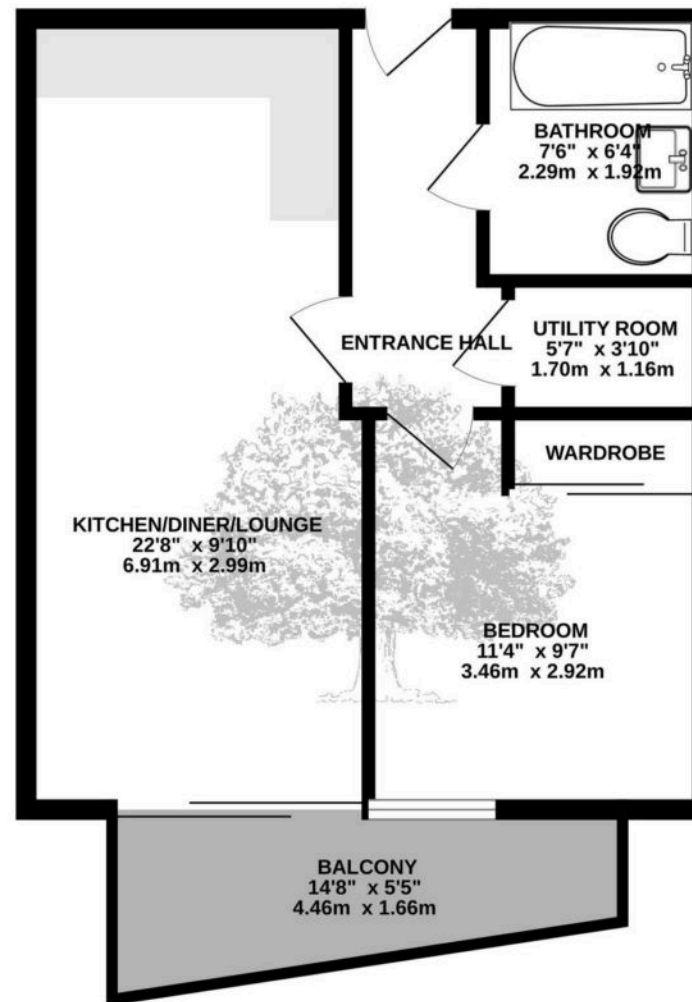 BATHROOM
7'6" x 6'4"
2.29m x 1.92m
ENTRANCE HALL
UTILITY ROOM
5'7" x 3'10"
1.70m x 1.16m
WARDROBE
KITCHEN/DINER/LOUNGE
22'8" x 9'10"
6.91m x 2.99m
BEDROOM
11'4" x 9'7"
3.46m x 2.92m
BALCONY
14'8" x 5'5"
4.46m x 1.66m